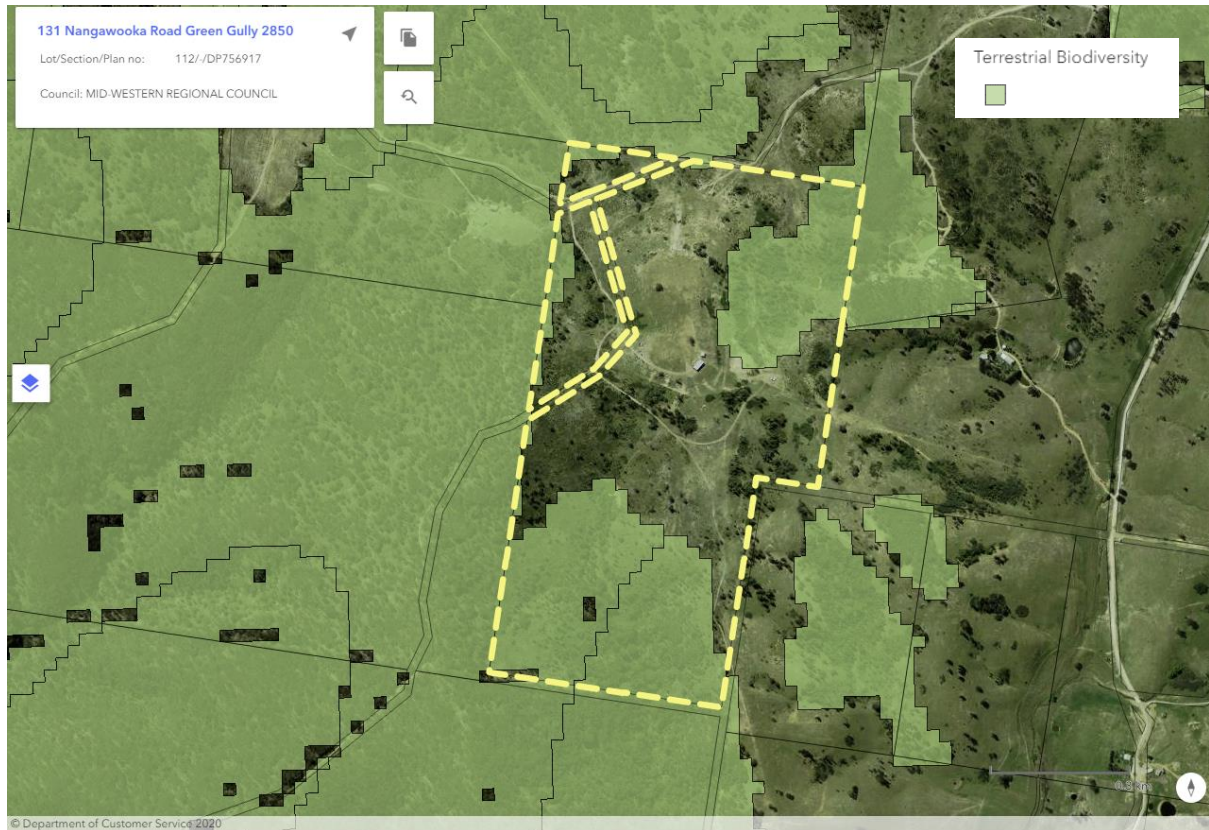 131 Nangawooka Road Green Gully 2850
Lot/Section/Plan no: 112/-/DP756917
Council: MID-WESTERN REGIONAL COUNCIL
Terrestrial Biodiversity
© Department of Customer Service 2020